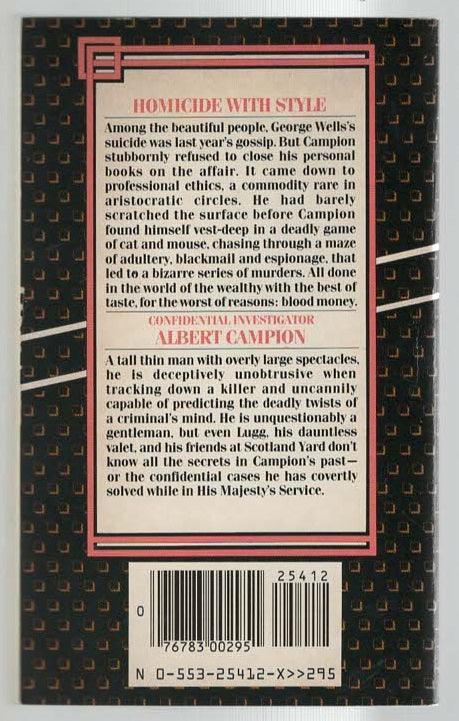 HOMICIDE WITH STYLE
Among the beautiful people, George Wells's
suicide was last year's gossip. But Campion
stubbornly refused to close his personal
books on the affair. It came down to
professional ethics, a commodity rare in
aristocratic circles. He had barely
scratched the surface before Campion
found himself vest-deep in a deadly game
of cat and mouse, chasing through a maze
of adultery, blackmail and espionage, that
led to a bizarre series of murders. All done
in the world of the wealthy with the best of
taste, for the worst of reasons: blood money.
CONFIDENTIAL INVESTIGATOR
ALBERT CAMPION
A tall thin man with overly large spectacles,
he is deceptively unobtrusive when
tracking down a killer and uncannily
capable of predicting the deadly twists of
a criminal's mind. He is unquestionably a
gentleman, but even Lugg, his dauntless
valet, and his friends at Scotland Yard don't
know all the secrets in Campion's past—
or the confidential cases he has covertly
solved while in His Majesty's Service.
25412
0
76783 00295
N 0-553-25412-X>>295